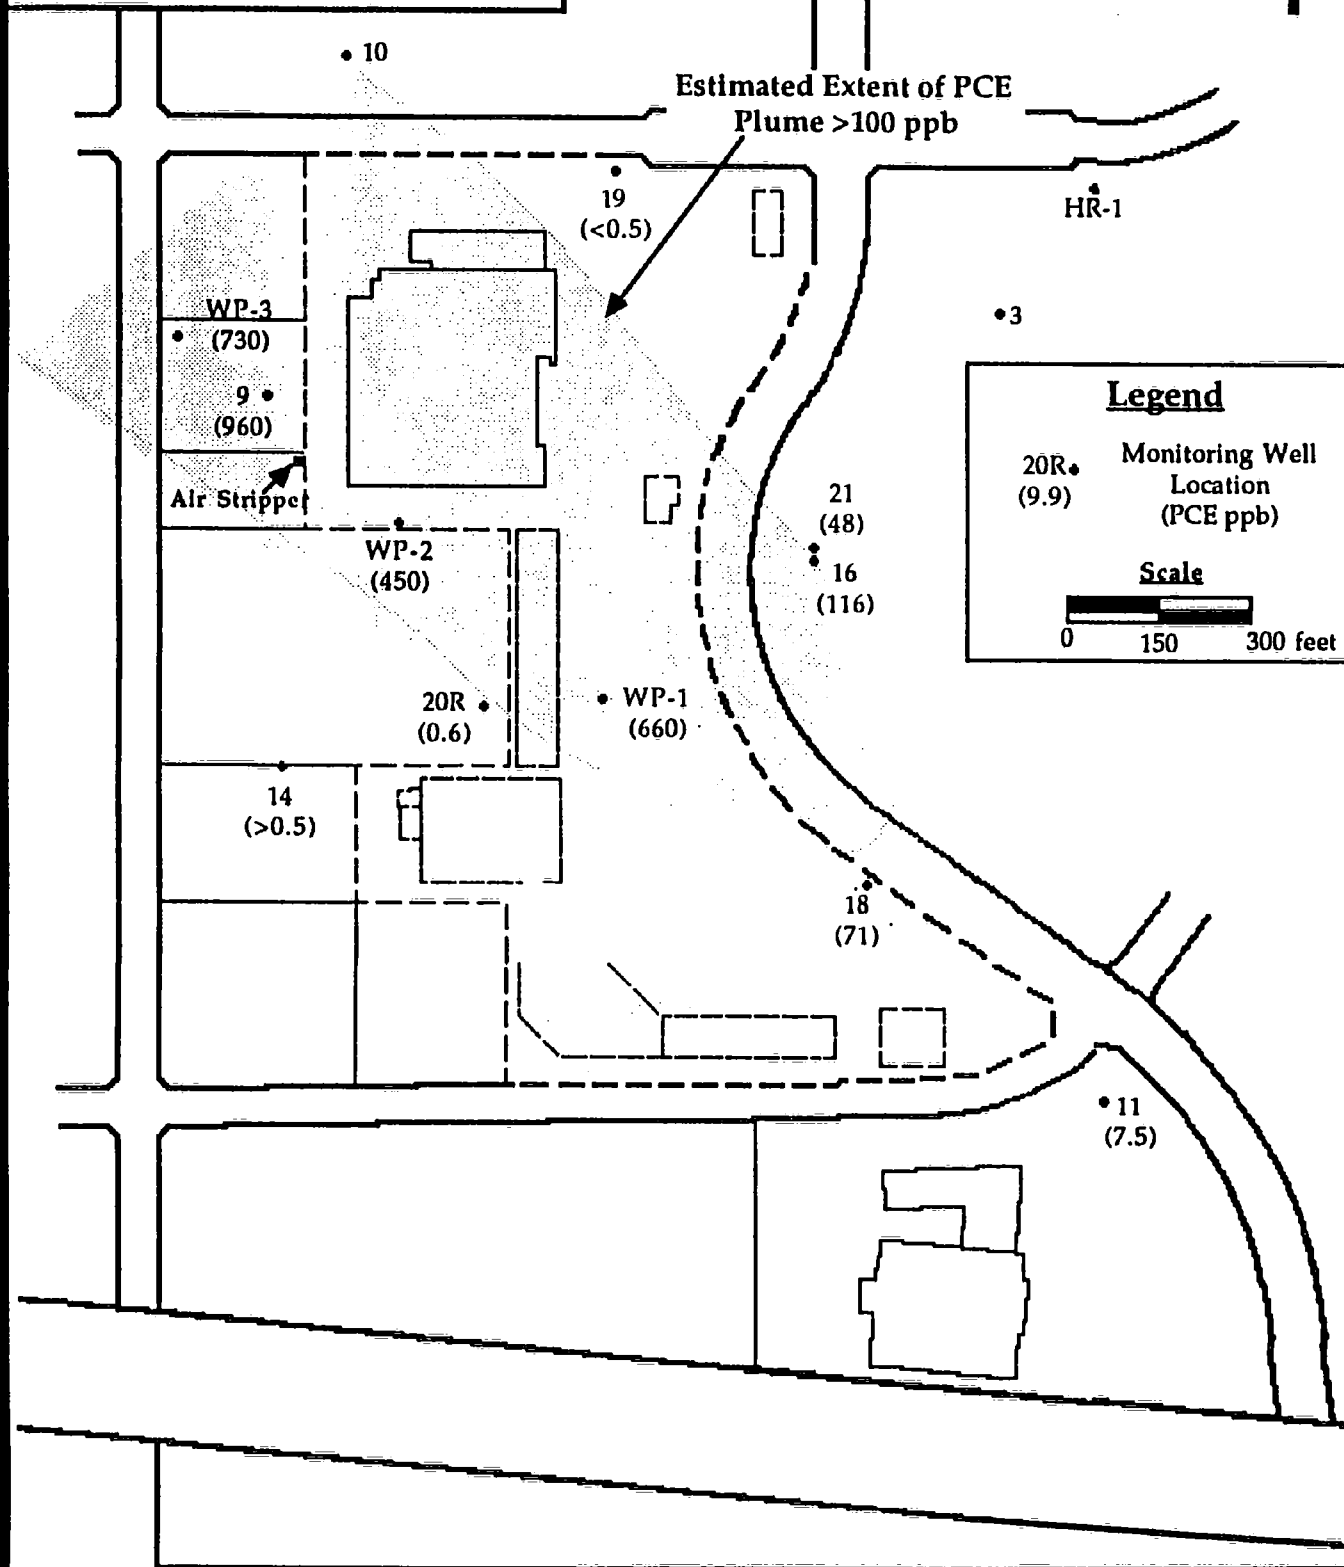 10
Estimated Extent of PCE
Plume >100 ppb
19
(<0.5)
HR-1
3
WP-3
(730)
9
(960)
Air Stripper
Legend
20R
(9.9)
Monitoring Well
Location
(PCE ppb)
Scale
0 150 300 feet
21
(48)
16
(116)
WP-2
(450)
20R
(0.6)
WP-1
(660)
14
(>0.5)
18
(71)
11
(7.5)